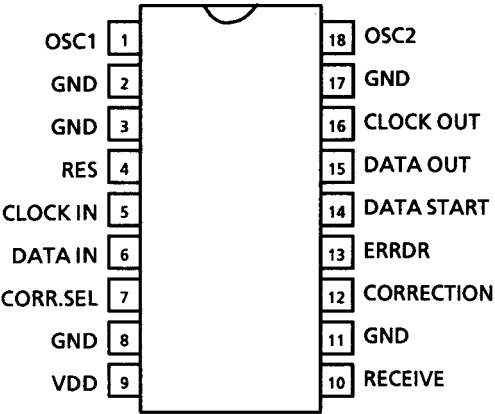 OSC1 1 18 OSC2
GND 2 17 GND
GND 3 16 CLOCK OUT
RES 4 15 DATA OUT
CLOCK IN 5 14 DATA START
DATA IN 6 13 ERRDR
CORR.SEL 7 12 CORRECTION
GND 8 11 GND
VDD 9 10 RECEIVE